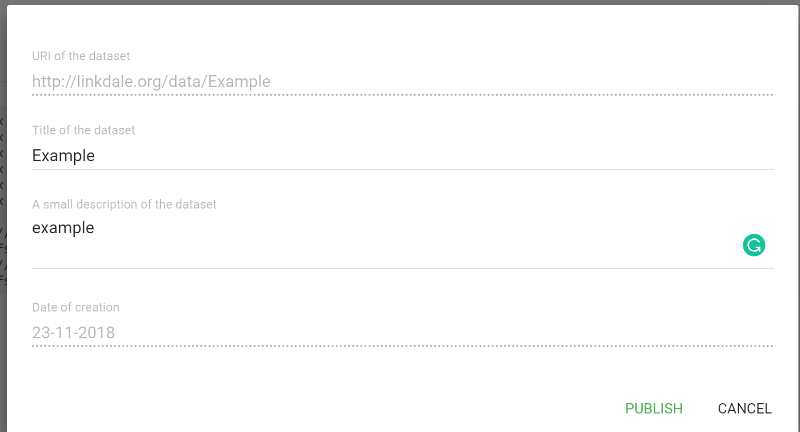 URI of the dataset
http://linkdale.org/data/Example
Title of the dataset
Example
A small description of the dataset
example
Date of creation
23-11-2018
PUBLISH CANCEL